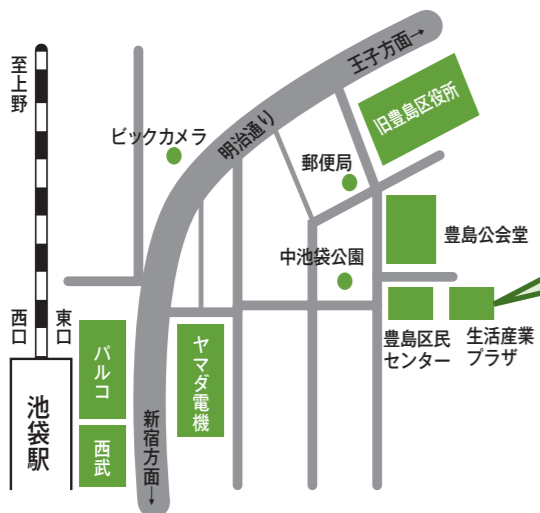 王子方面→
至上野
旧豊島区役所
ビックカメラ
明治通り
郵便局
豊島公会堂
中池袋公園
西口
東口
パルコ
ヤマダ電機
豊島区民
センター
生活産業
プラザ
池袋駅
西武
新宿方面→